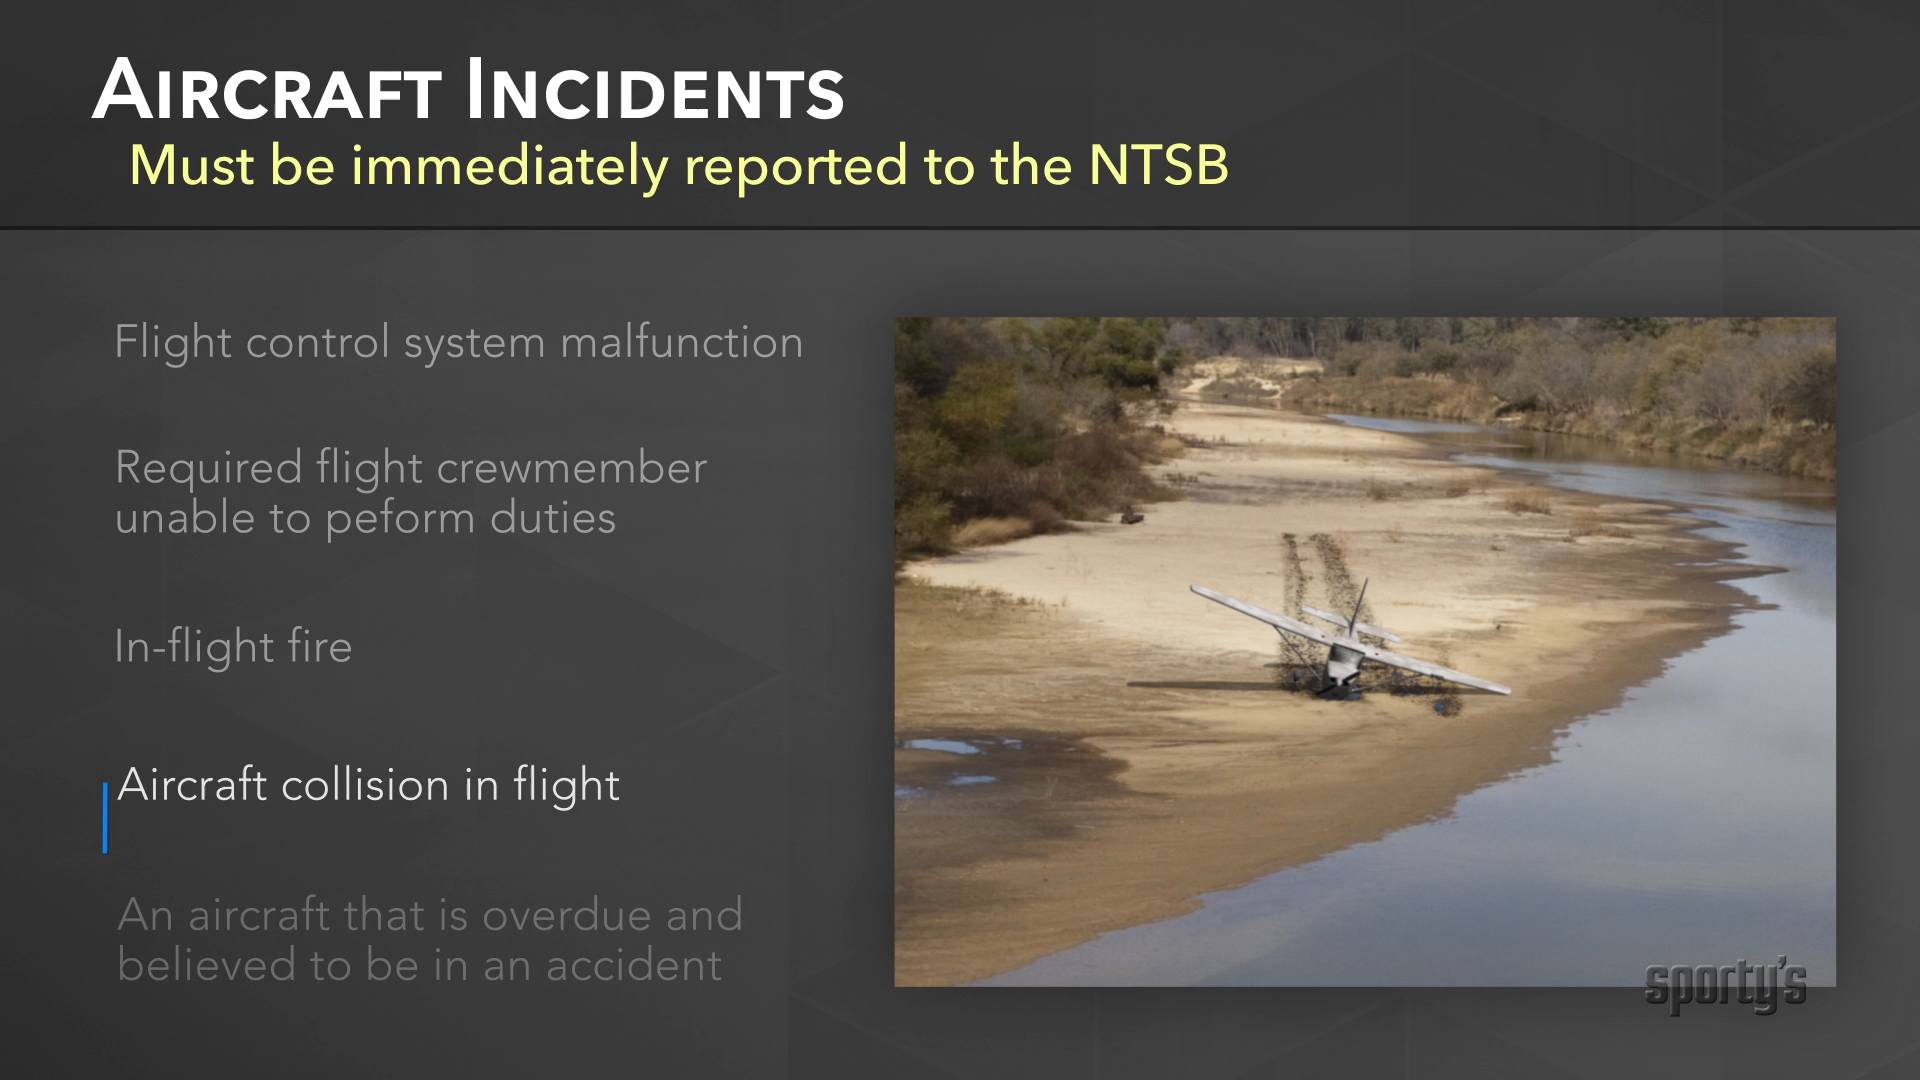 Aircraft Incidents
Must be immediately reported to the NTSB
Flight control system malfunction
Required flight crewmember
unable to peform duties
In-flight fire
Aircraft collision in flight
An aircraft that is overdue and
believed to be in an accident
sporty's